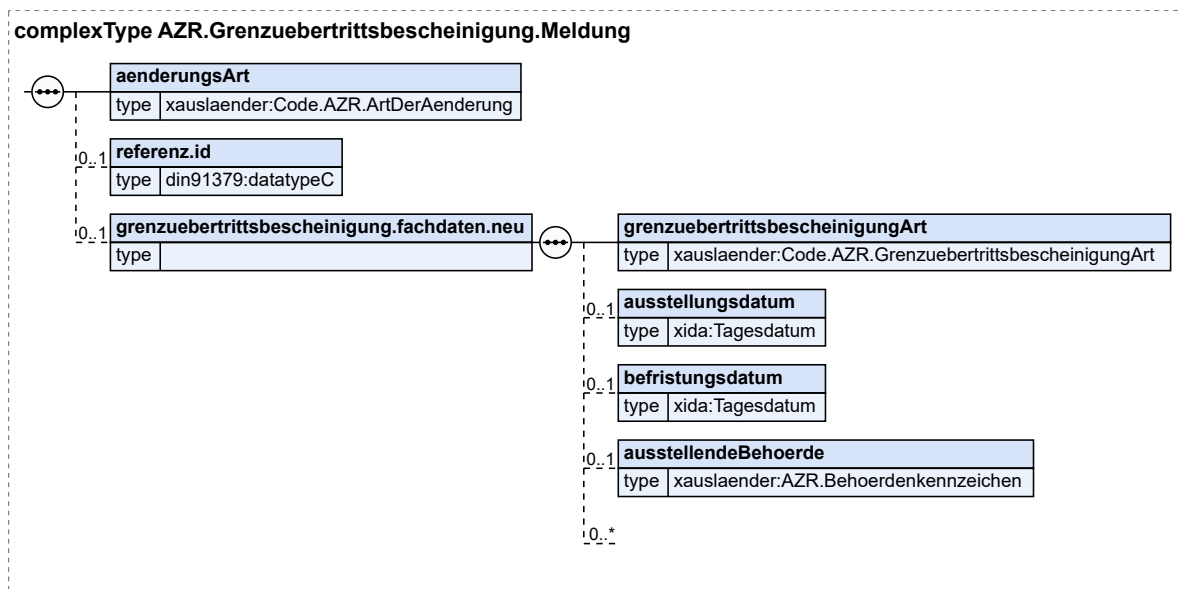 complexType AZR.Grenzuebertrittsbescheinigung.Meldung
aenderungsArt
type xauslaender:Code.AZR.ArtDerAenderung
0..1 referenz.id
type din91379:datatypeC
0..1 grenzuebertrittsbescheinigung.fachdaten.neu
type
grenzuebertrittsbescheinigungArt
type xauslaender:Code.AZR.GrenzuebertrittsbescheinigungArt
0..1 ausstellungsdatum
type xida:Tagesdatum
0..1 befristungsdatum
type xida:Tagesdatum
0..1 ausstellendeBehoerde
type xauslaender:AZR.Behoerdenkennzeichen
0..*